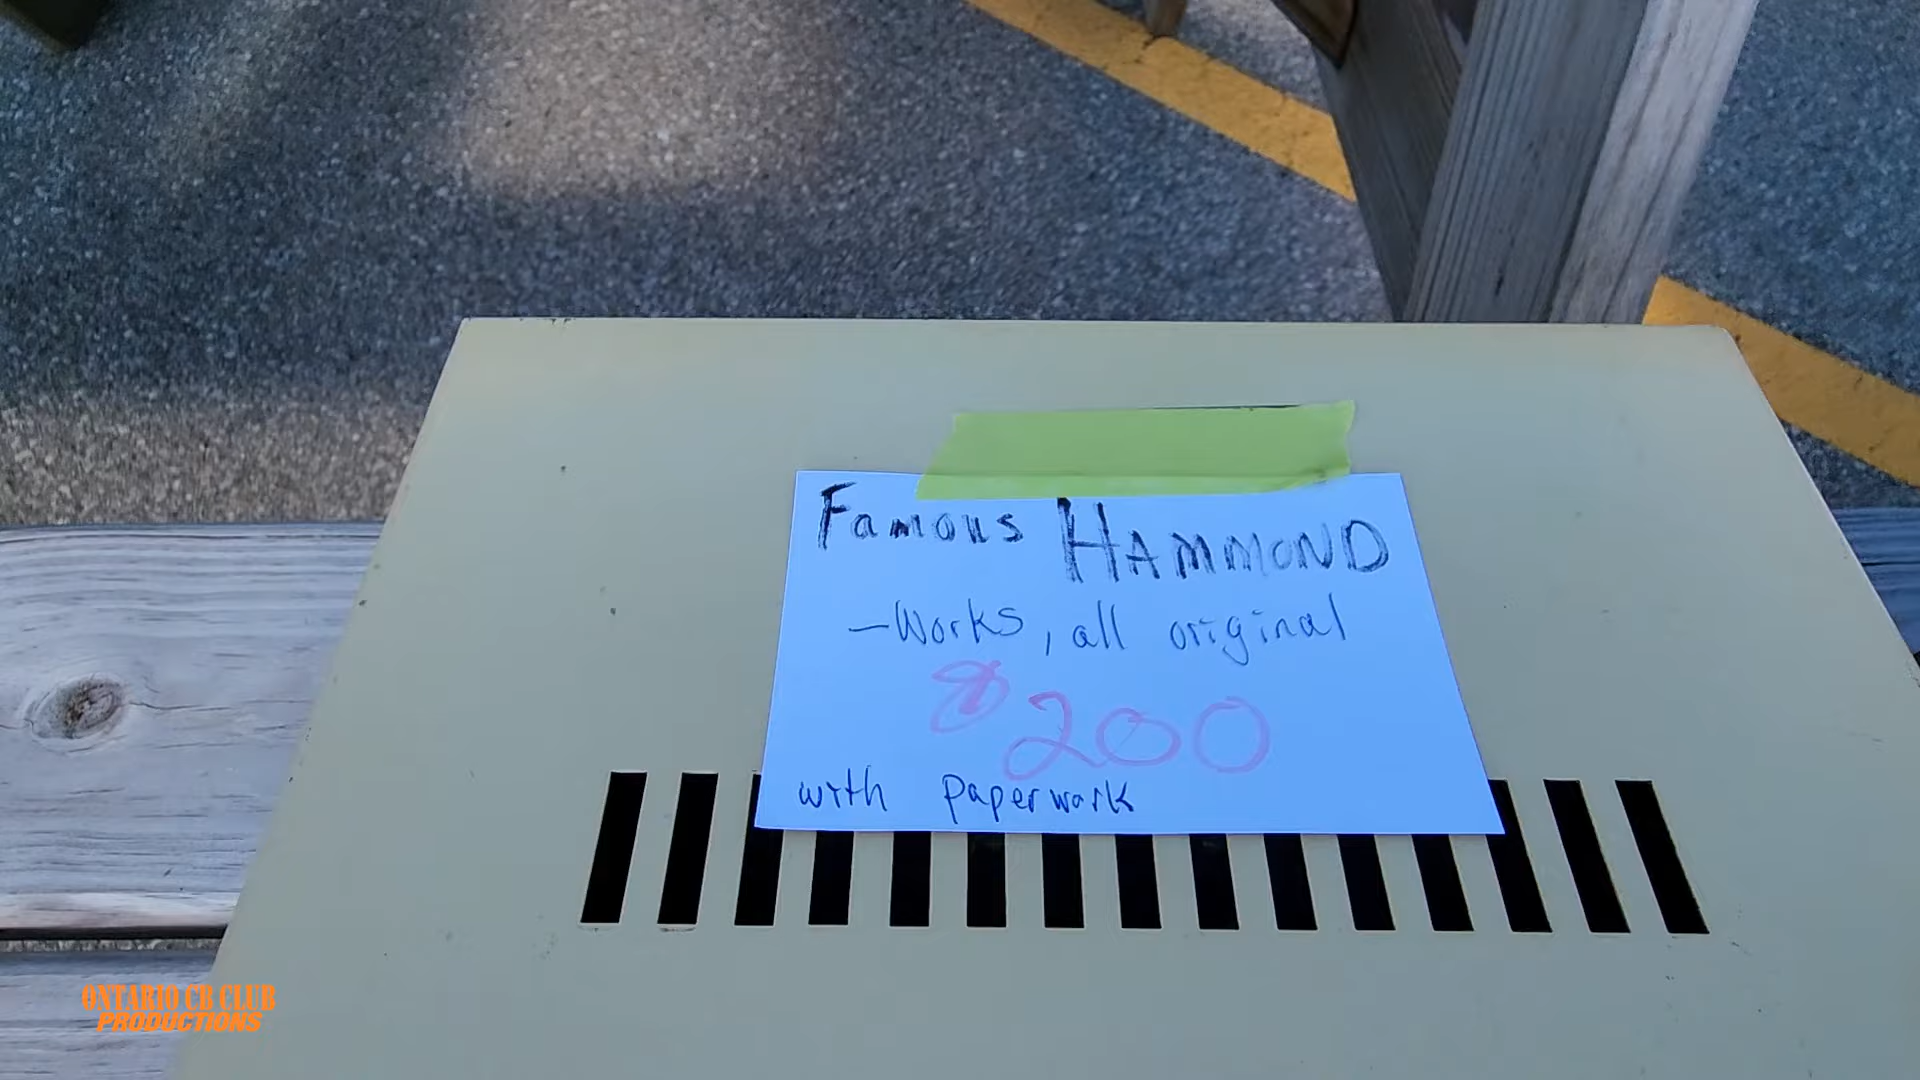 Famous HAMMOND
- Works, all original
$200
with paperwork
ONTARIO CB CLUB
PRODUCTIONS